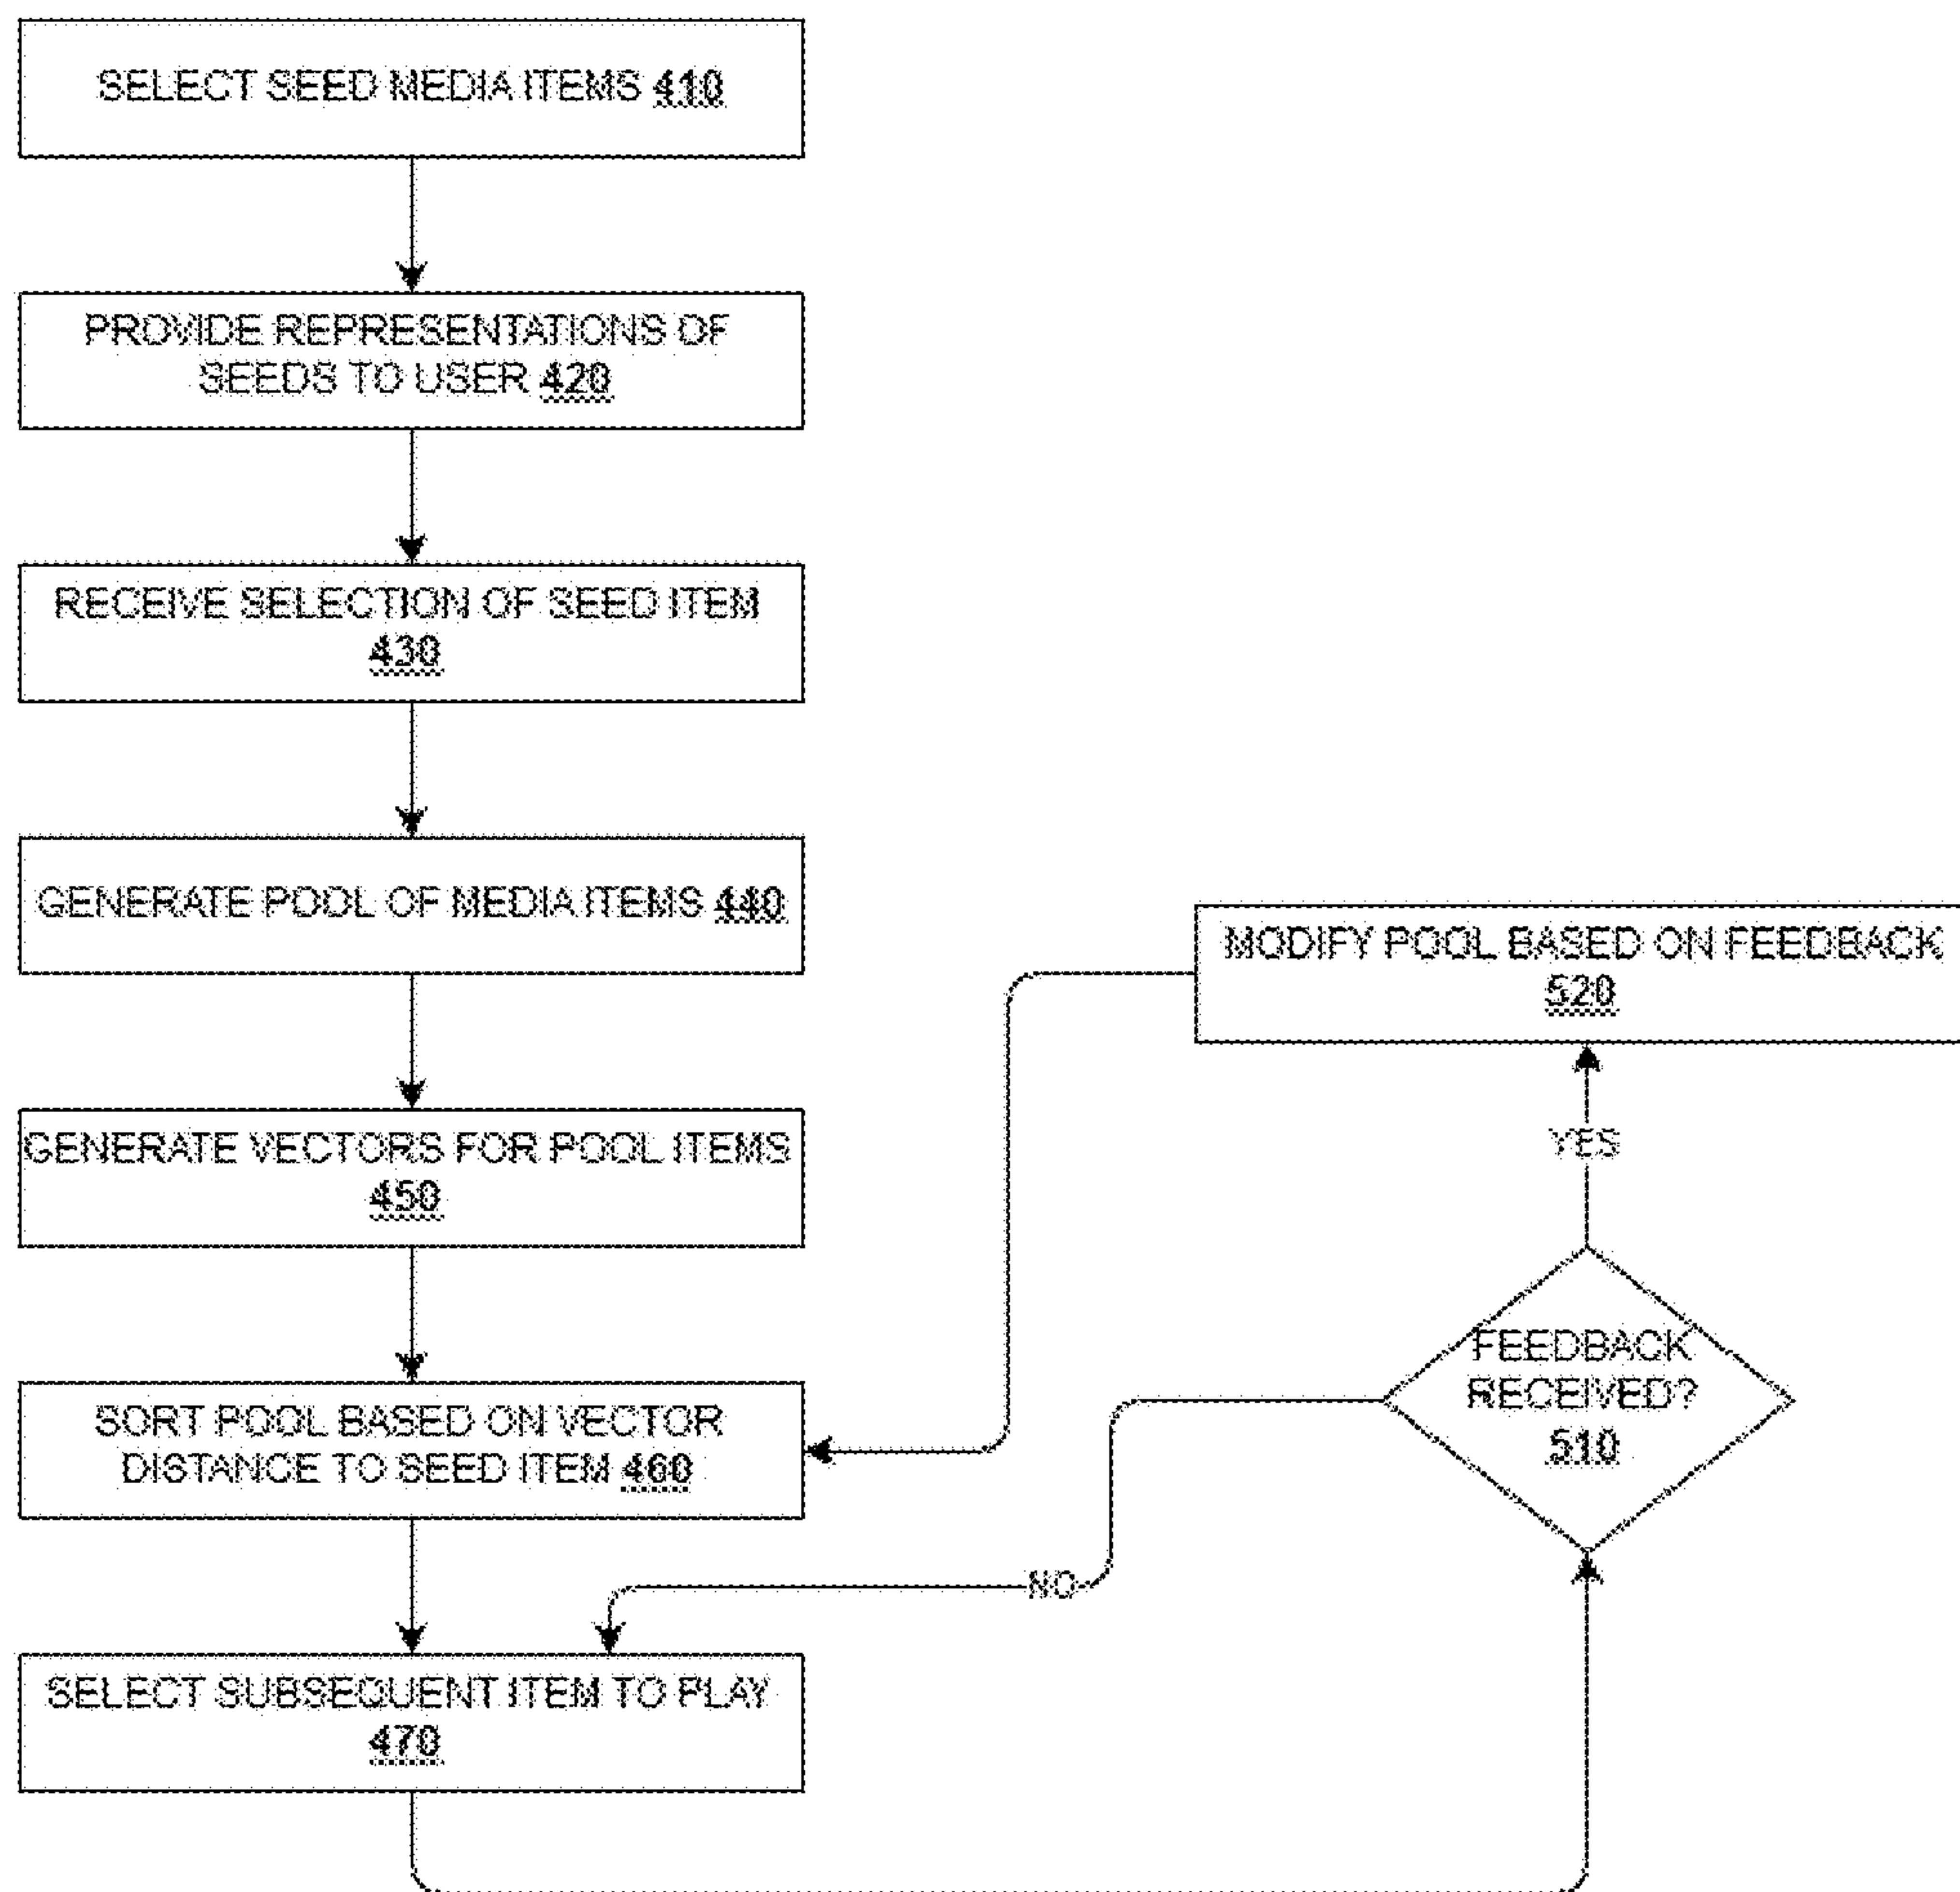 SELECT SEED MEDIA ITEMS 410
PROVIDE REPRESENTATIONS OF
SEEDS TO USER 420
RECEIVE SELECTION OF SEED ITEM
430
GENERATE POOL OF MEDIA ITEMS 440
GENERATE VECTORS FOR POOL ITEMS
450
SORT POOL BASED ON VECTOR
DISTANCE TO SEED ITEM 460
SELECT SUBSEQUENT ITEM TO PLAY
470
MODIFY POOL BASED ON FEEDBACK
520
YES
FEEDBACK
RECEIVED?
510
NO